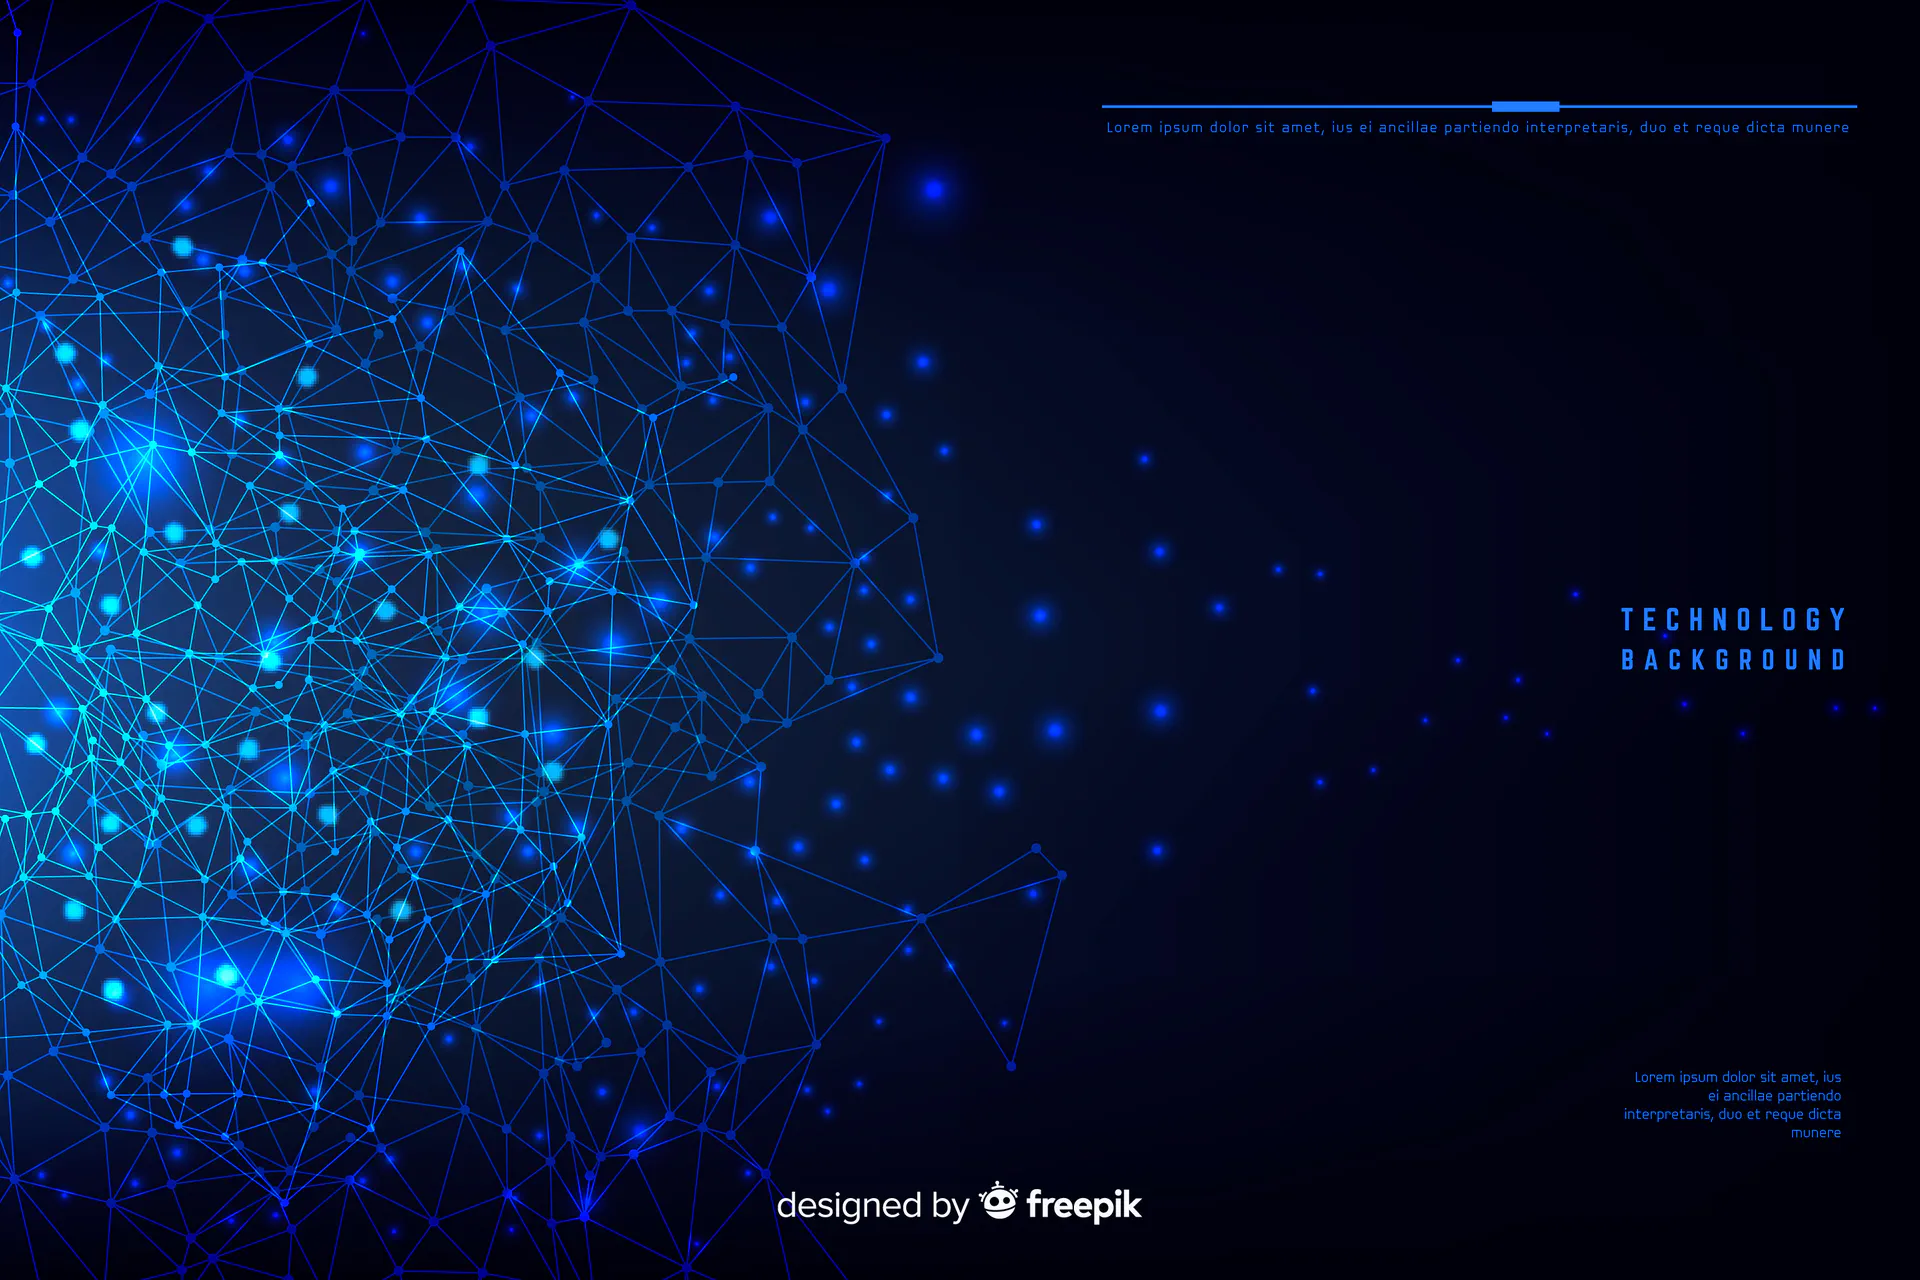 Lorem ipsum dolor sit amet, ius ei ancillae partiendo interpretaris, duo et reque dicta munere
TECHNOLOGY
BACKGROUND
Lorem ipsum dolor sit amet, ius
ei ancillae partiendo
interpretaris, duo et reque dicta
munere
designed by freepik